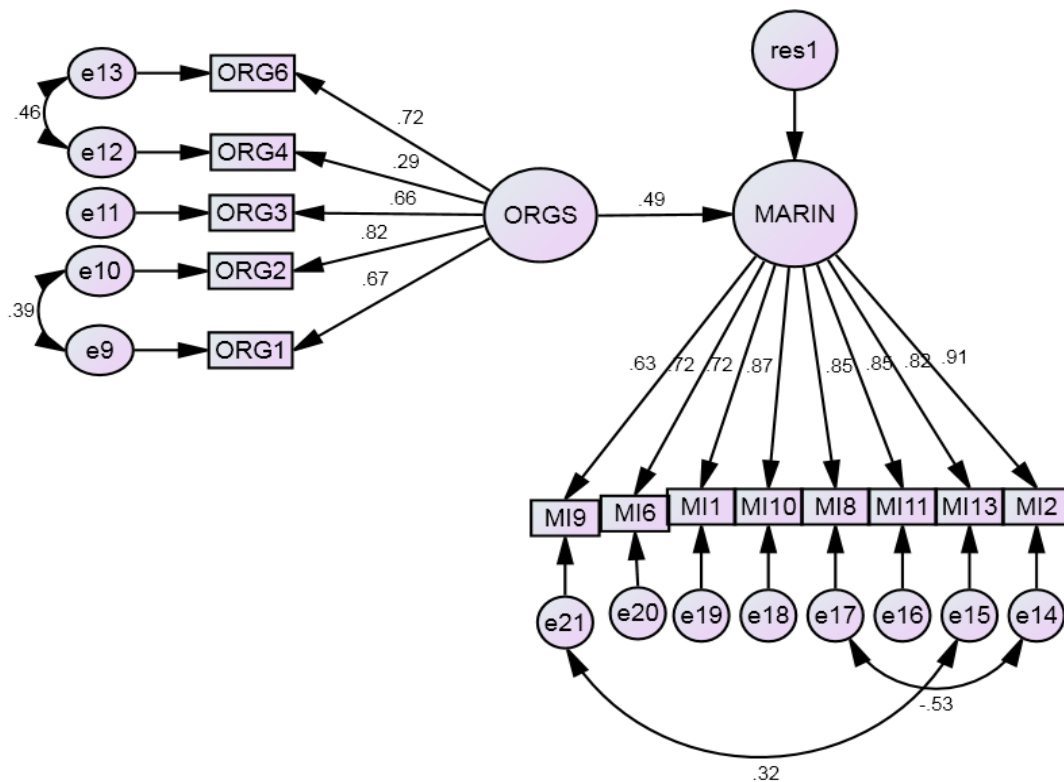 res1
e13
ORG6
.46
.72
e12
ORG4
.29
e11
ORG3
.66
ORGS
.49
MARIN
e10
ORG2
.82
.39
.67
e9
ORG1
.63
.72
.72
.87
.85
.85
.82
.91
MI9
MI6
MI1
MI10
MI8
MI11
MI13
MI2
e21
e20
e19
e18
e17
e16
e15
e14
-.53
.32